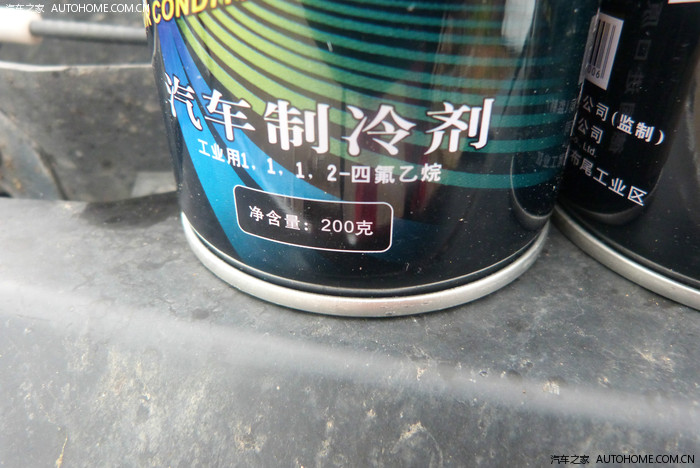 汽车之家 AUTOHOME.COM.CN
汽车制冷剂
工业用1, 1, 1, 2-四氟乙烷
净含量: 200克
公司(监制)
公司
Ltd.
尾工业区
汽车之家 AUTOHOME.COM.CN